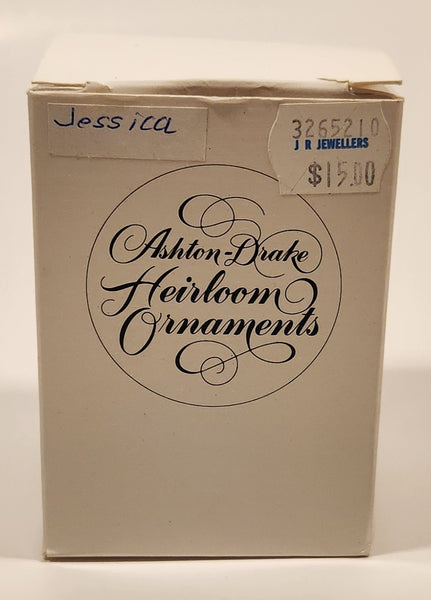 Jessica
3265210
J R JEWELLERS
$15.00
Ashton-Drake
Heirloom
Ornaments